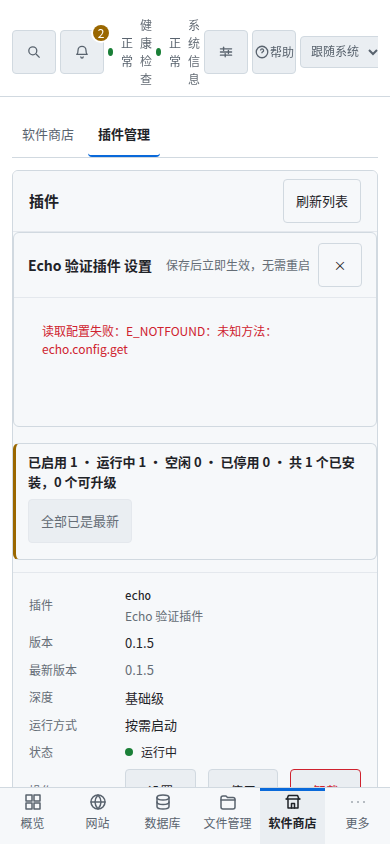 2
正常
健康检查
正常
系统信息
帮助
跟随系统
软件商店
插件管理
插件
刷新列表
Echo 验证插件 设置
保存后立即生效，无需重启
×
读取配置失败：E_NOTFOUND：未知方法：
echo.config.get
已启用 1 · 运行中 1 · 空闲 0 · 已停用 0 · 共 1 个已安
装，0 个可升级
全部已是最新
插件
echo
Echo 验证插件
版本
0.1.5
最新版本
0.1.5
深度
基础级
运行方式
按需启动
状态
运行中
概览
网站
数据库
文件管理
软件商店
更多